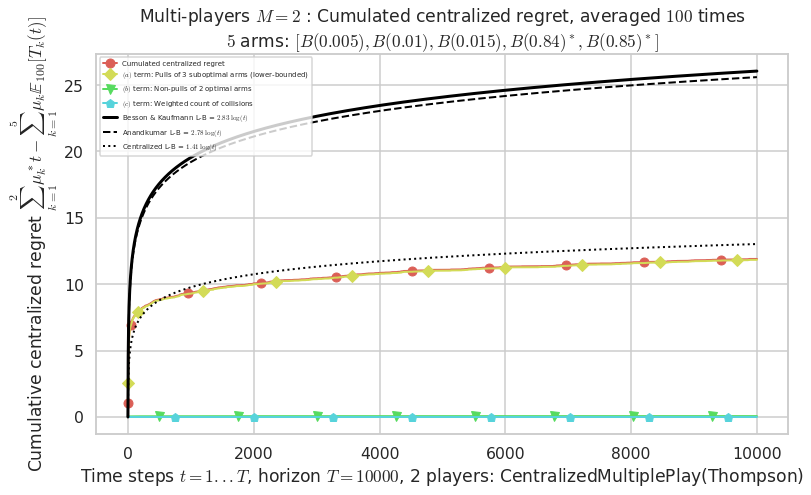 Multi-players M = 2 : Cumulated centralized regret, averaged 100 times
5 arms: [B(0.005), B(0.01), B(0.015), B(0.84)*, B(0.85)*]
Cumulative centralized regret \sum_{k=1}^{2} μ_k^* t − \sum_{k=1}^{5} μ_k 𝔼_{100}[T_k(t)]
Cumulated centralized regret
(a) term: Pulls of 3 suboptimal arms (lower-bounded)
(b) term: Non-pulls of 2 optimal arms
(c) term: Weighted count of collisions
Besson & Kaufmann L-B = 2.83 log(t)
Anandkumar L-B = 2.78 log(t)
Centralized L-B = 1.41 log(t)
25
20
15
10
5
0
0 2000 4000 6000 8000 10000
Time steps t = 1...T, horizon T = 10000, 2 players: CentralizedMultiplePlay(Thompson)